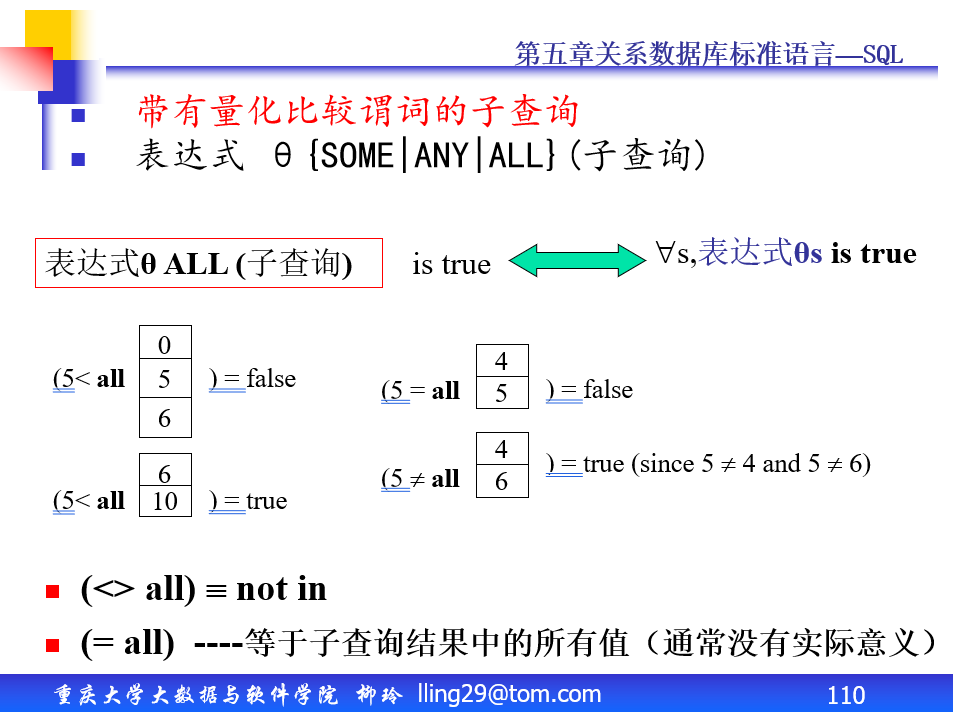 第五章关系数据库标准语言—SQL
带有量化比较谓词的子查询
表达式 θ{SOME|ANY|ALL}(子查询)
表达式θ ALL (子查询) is true ∀s,表达式θs is true
0
(5< all 5 ) = false
6
4
(5 = all 5 ) = false
6
(5< all 10 ) = true
4
(5 ≠ all 6 ) = true (since 5 ≠ 4 and 5 ≠ 6)
(<> all) ≡ not in
(= all) ----等于子查询结果中的所有值（通常没有实际意义）
重庆大学大数据与软件学院 柳玲 lling29@tom.com 110